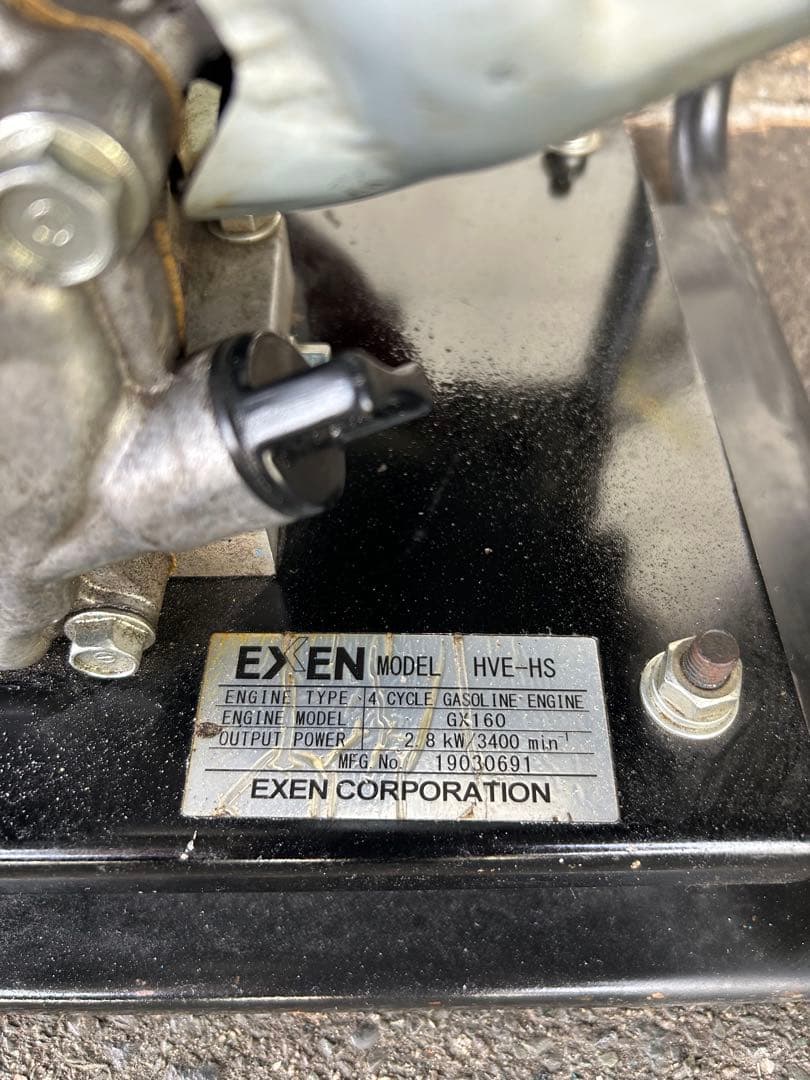 EXEN MODEL HVE-HS
ENGINE TYPE 4 CYCLE GASOLINE ENGINE
ENGINE MODEL GX160
OUTPUT POWER 2.8 kW/3400 min⁻¹
MFG.No. 19030691
EXEN CORPORATION